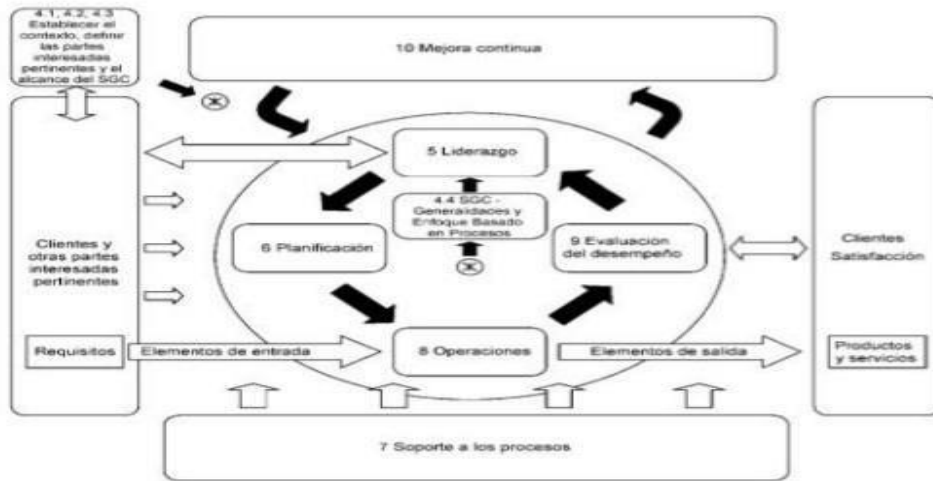 4.1, 4.2, 4.3
Establecer el
contexto, definir
las partes
interesadas
pertinentes y el
alcance del SGC
10 Mejora continua
5 Liderazgo
4.4 SGC -
Generalidades y
Enfoque Basado
en Procesos
6 Planificación
9 Evaluacion
del desempeño
Clientes y
otras partes
interesadas
pertinentes
Clientes
Satisfacción
Requisitos
Elementos de entrada
8 Operaciones
Elementos de salida
Productos
y servicios
7 Soporte a los procesos